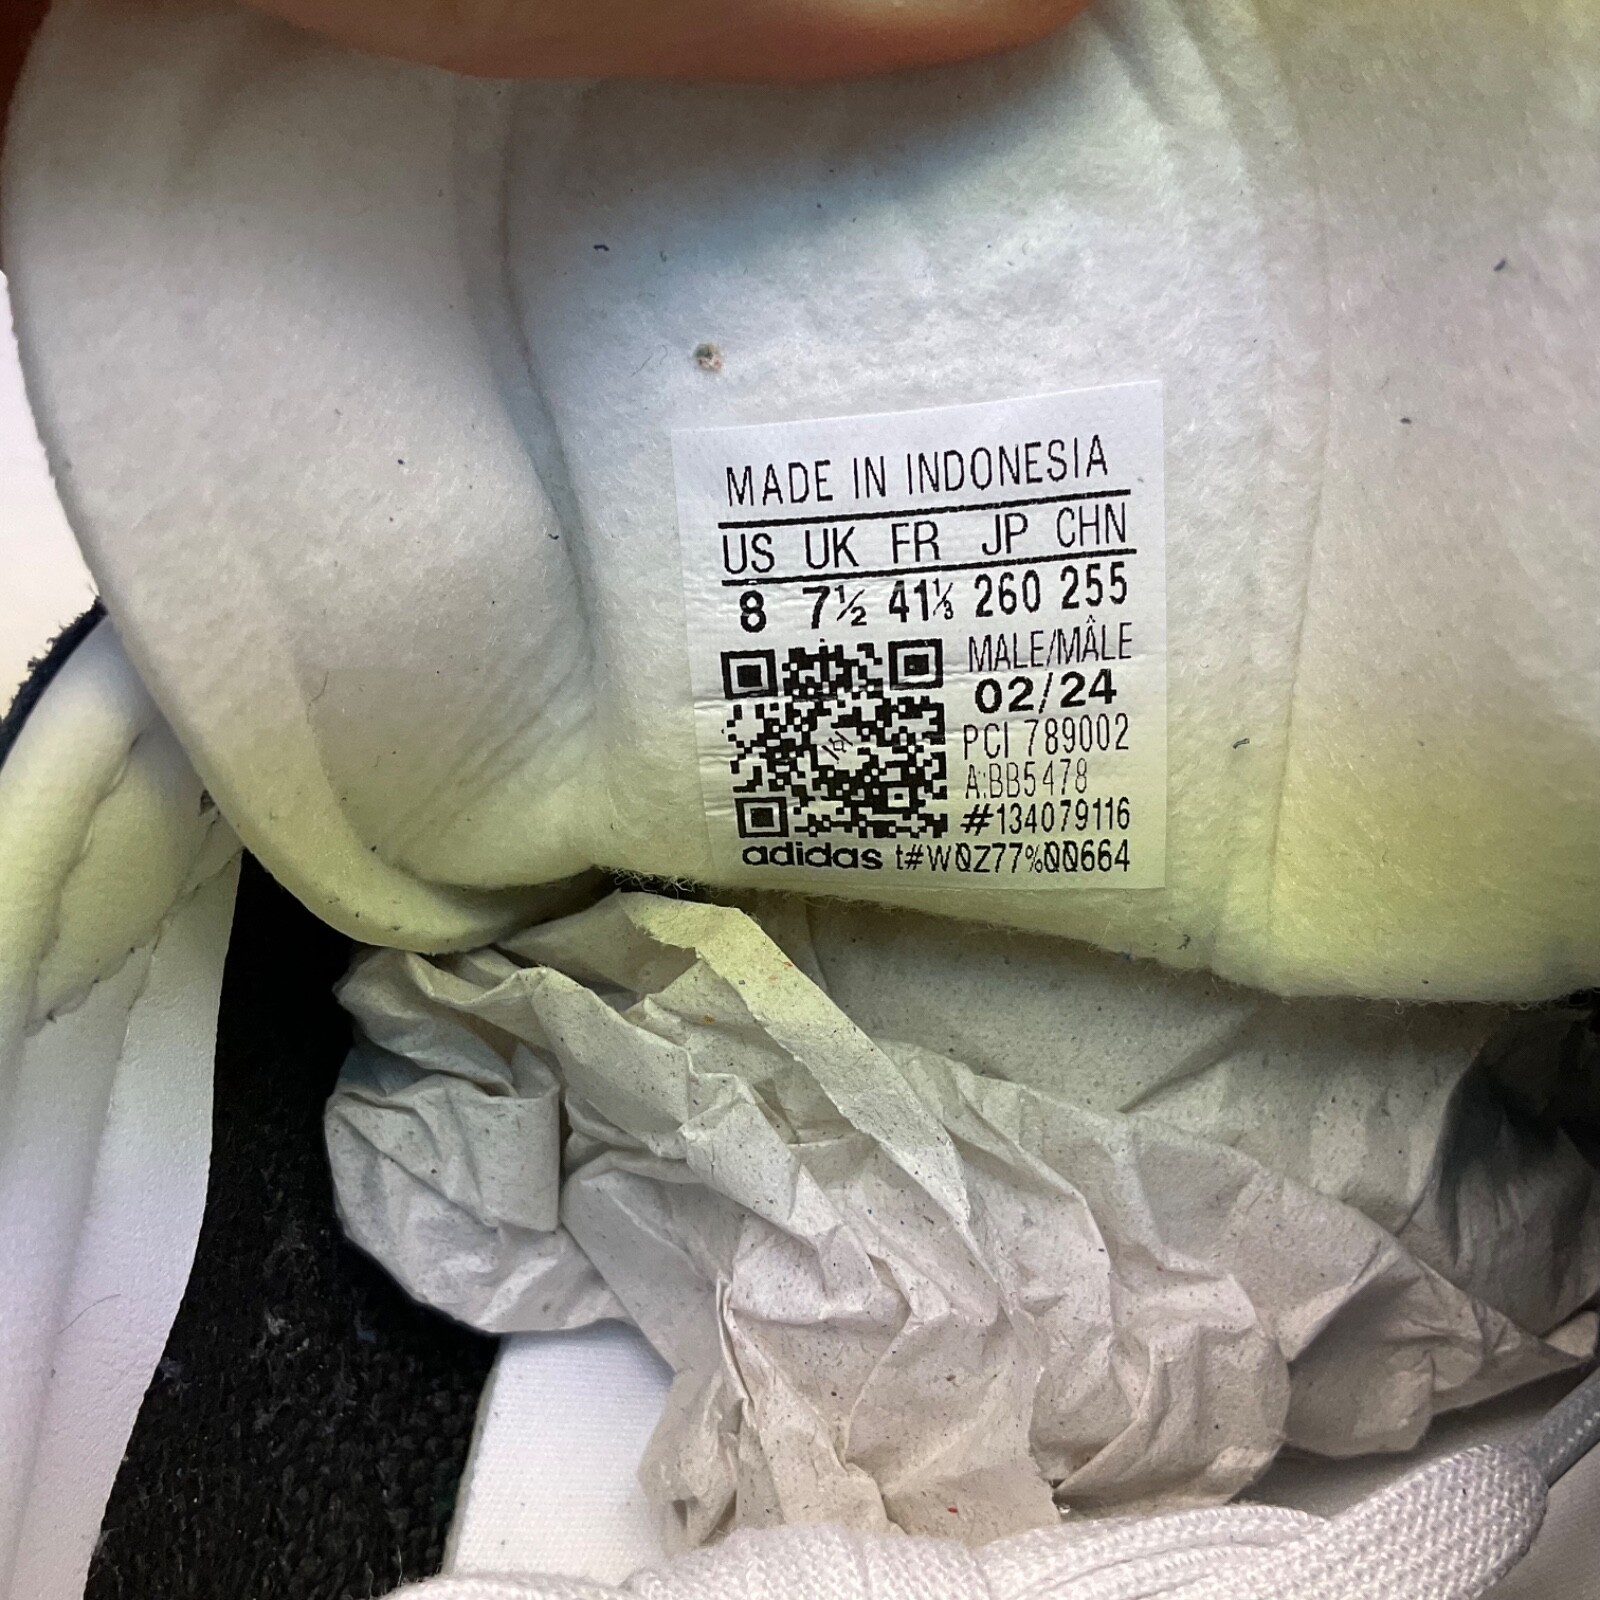 MADE IN INDONESIA
US UK FR JP CHN
8 7½ 41⅓ 260 255
MALE/MÂLE
02/24
PCI 789002
A:BB5478
#134079116
adidas t#W0Z77%00664